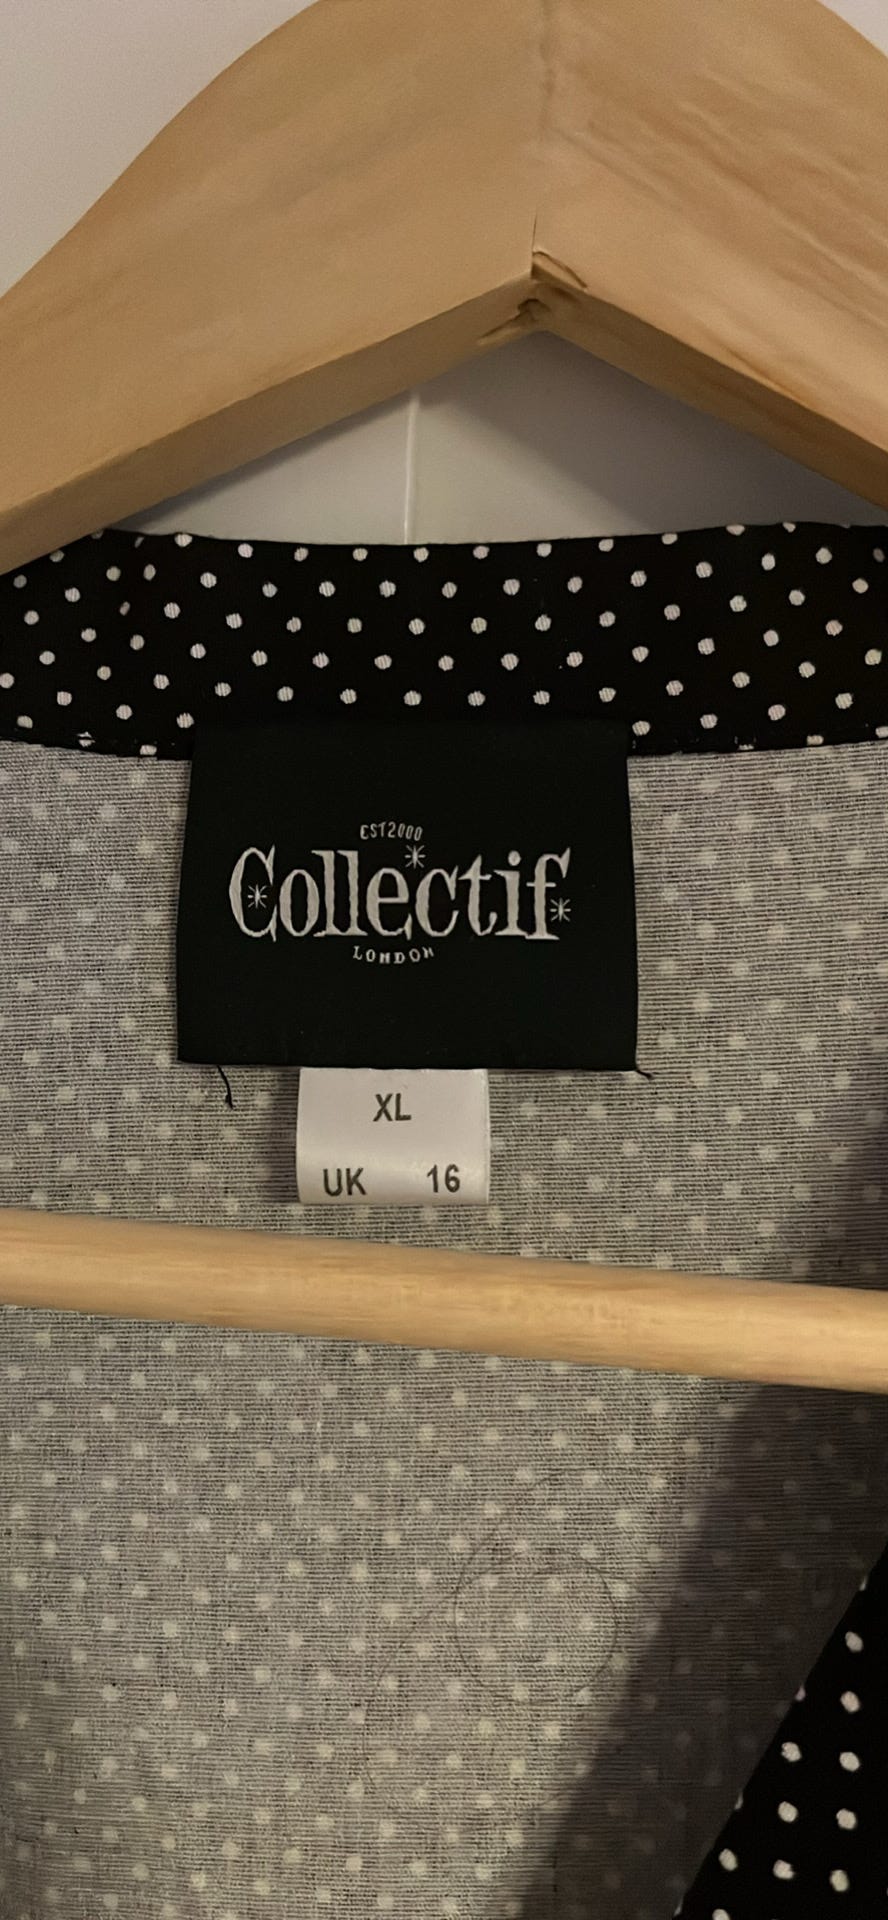 EST2000
Collectif
LONDON
XL
UK 16